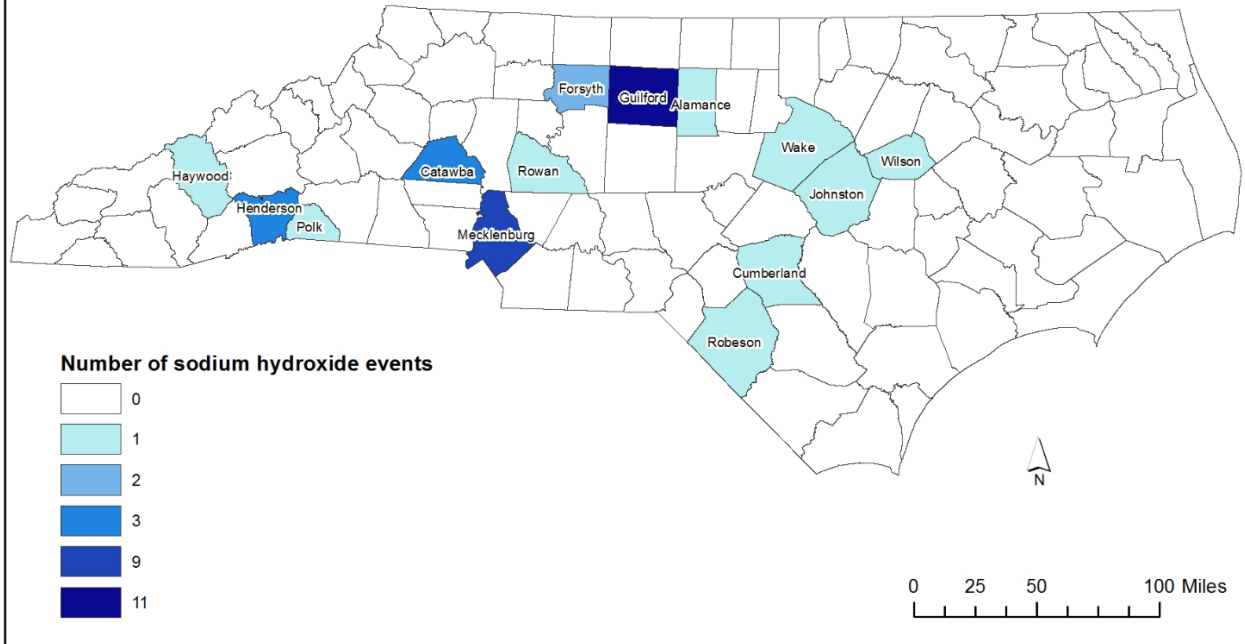 Forsyth
Guilford
Alamance
Wake
Wilson
Haywood
Catawba
Rowan
Johnston
Henderson
Polk
Mecklenburg
Cumberland
Robeson
Number of sodium hydroxide events
0
1
2
3
9
11
N
0 25 50 100 Miles